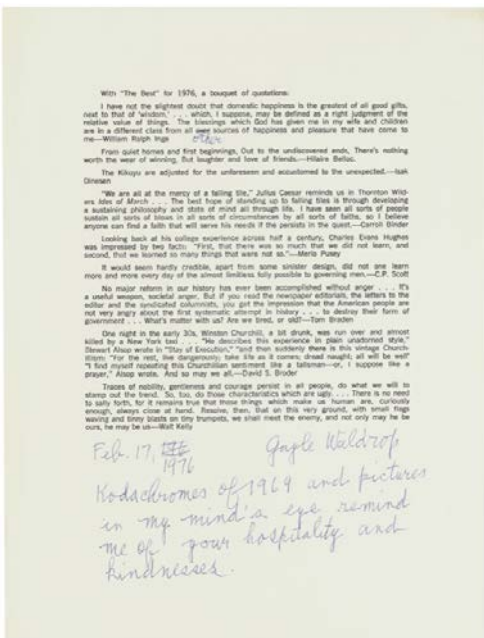 With "The Best" for 1976, a bouquet of quotations:
I have not the slightest doubt that domestic happiness is the greatest of all good gifts,
next to that of 'wisdom,' . . . which, I suppose, may be defined as a right judgment of the
relative value of things. The blessings which God has given me in my wife and children
are in a different class from all over sources of happiness and pleasure that have come to
other
me—William Ralph Inge
From quiet homes and first beginnings, Out to the undiscovered ends, There's nothing
worth the wear of winning, But laughter and love of friends.—Hilaire Belloc.
The Kikuyu are adjusted for the unforeseen and accustomed to the unexpected.—Isak
Dinesen
"We are all at the mercy of a falling tile," Julius Caesar reminds us in Thornton Wild-
ers Ides of March . . . The best hope of standing up to falling tiles is through developing
a sustaining philosophy and state of mind all through life. I have seen all sorts of people
sustain all sorts of blows in all sorts of circumstances by all sorts of faiths, so I believe
anyone can find a faith that will serve his needs if he persists in the quest.—Carroll Binder
Looking back at his college experience across half a century, Charles Evans Hughes
was impressed by two facts: "First, that there was so much that we did not learn, and
second, that we learned so many things that were not so."—Merlo Pusey
It would seem hardly credible, apart from some sinister design, did not one learn
more and more every day of the almost limitless folly possible to governing men.—C.P. Scott
No major reform in our history has ever been accomplished without anger . . . It's
a useful weapon, societal anger, But if you read the newspaper editorials, the letters to the
editor and the syndicated columnists, you get the impression that the American people are
not very angry about the first systematic attempt in history . . . to destroy their form of
government . . . What's matter with us? Are we tired, or old?—Tom Braden
One night in the early 30s, Winston Churchill, a bit drunk, was run over and almost
killed by a New York taxi . . . "He describes this experience in plain unadorned style,"
Stewart Alsop wrote in "Stay of Execution," "and then suddenly there is this vintage Church-
illism: "For the rest, live dangerously; take life as it comes; dread naught; all will be well"
"I find myself repeating this Churchillian sentiment like a talisman—or, I suppose like a
prayer," Alsop wrote. And so may we all.—David S. Broder
Traces of nobility, gentleness and courage persist in all people, do what we will to
stamp out the trend. So, too, do those characteristics which are ugly. . . . There is no need
to sally forth, for it remains true that those things which make us human are, curiously
enough, always close at hand. Resolve, then, that on this very ground, with small flags
waving and tinny blasts on tiny trumpets, we shall meet the enemy, and not only may he be
ours, he may be us—Walt Kelly
Feb. 17, Gayle Waldrop
1976
Kodachromes of 1969 and pictures
in my mind's eye remind
me of your hospitality and
kindnesses.